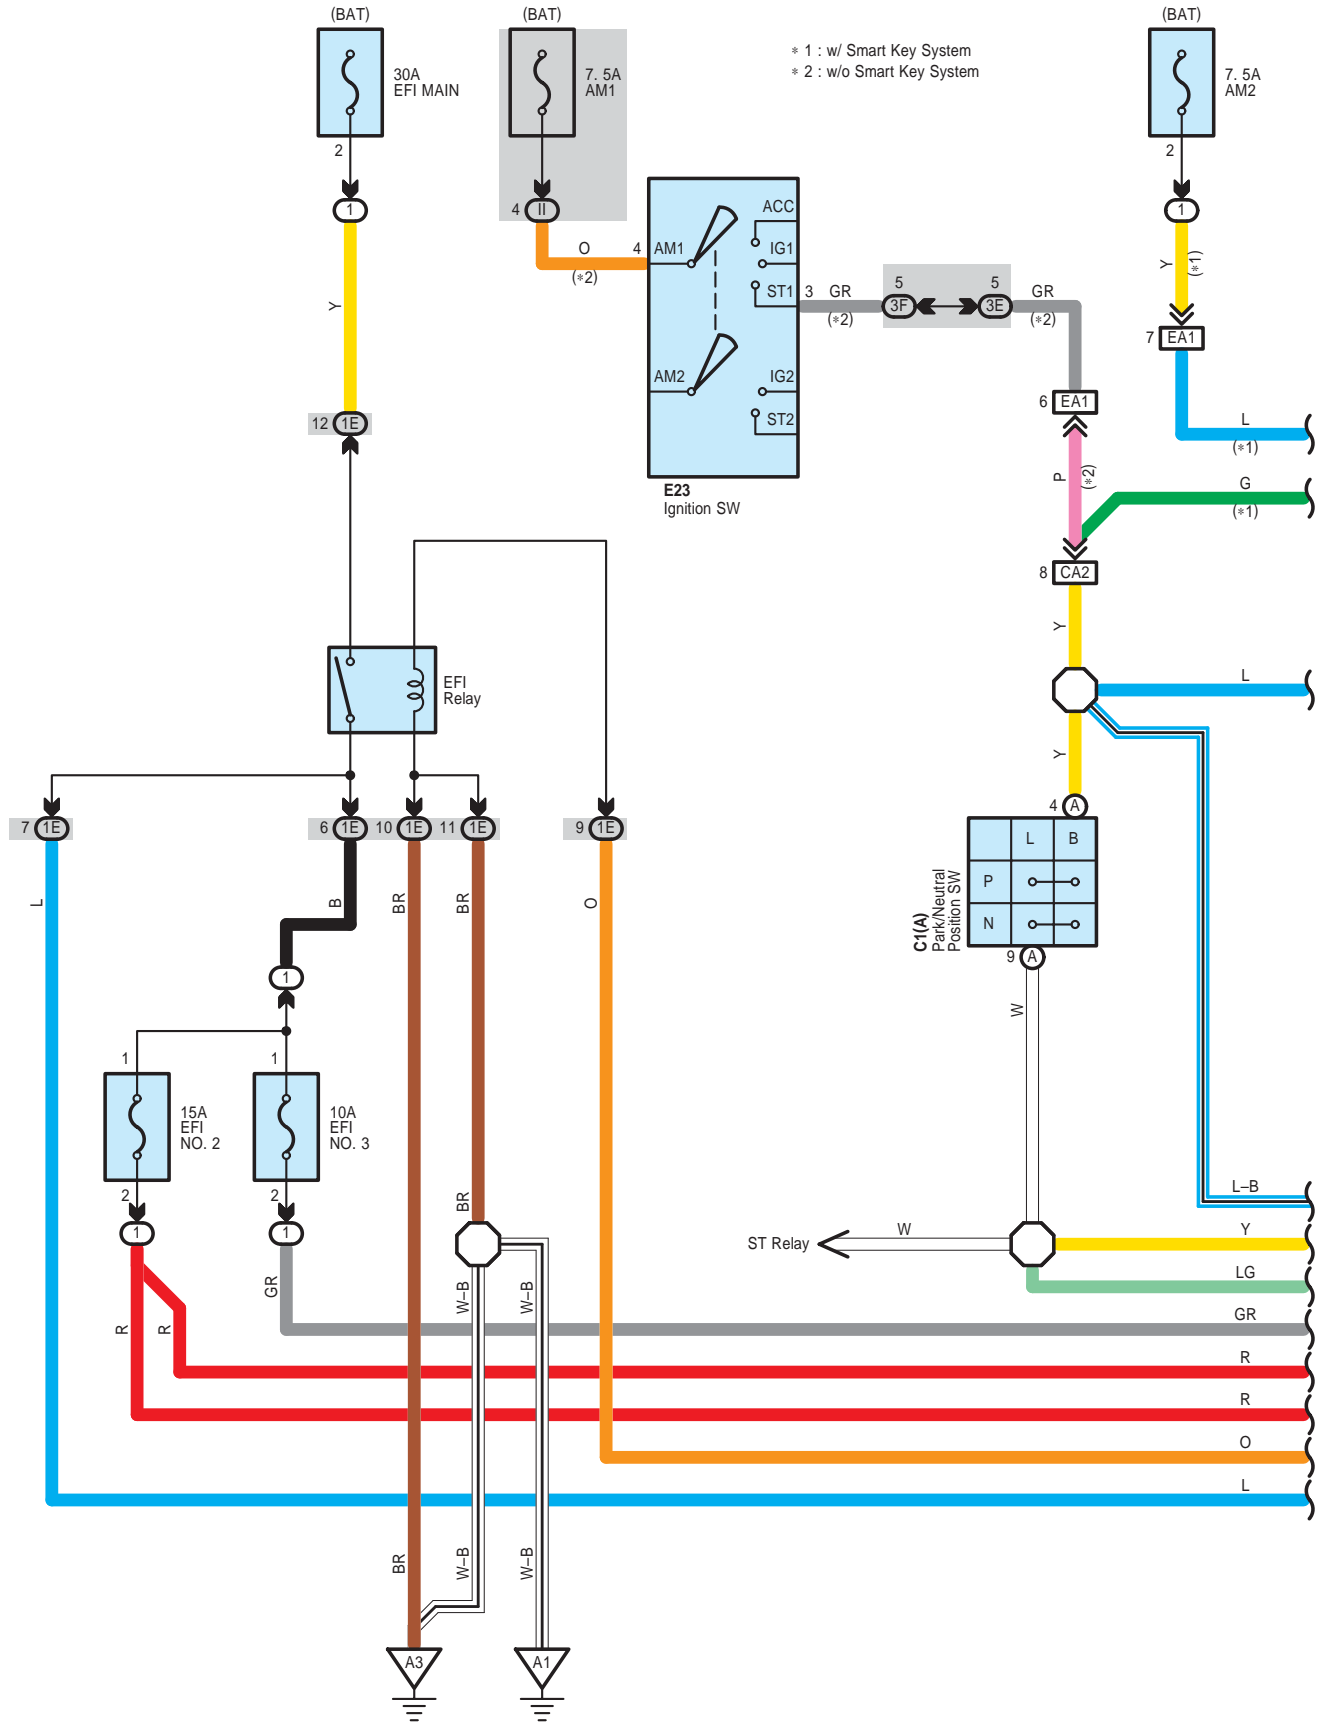 (BAT)
(BAT)
(BAT)
∗ 1 : w/ Smart Key System
∗ 2 : w/o Smart Key System
30A
EFI MAIN
7. 5A
AM1
7. 5A
AM2
2
2
1
4 II
1
ACC
O
(∗2)
4 AM1
IG1
Y
(∗1)
ST1
3 GR
(∗2)
5
3F
5
3E
GR
(∗2)
Y
7 EA1
AM2
IG2
6 EA1
ST2
12 1E
L
(∗1)
P
(∗2)
G
(∗1)
E23
Ignition SW
8 CA2
Y
EFI
Relay
L
Y
4 A
7 1E
6 1E
10 1E
11 1E
9 1E
L B
P
N
C1(A)
Park/Neutral
Position SW
L
B
BR
BR
O
9 A
1
W
1
1
15A
EFI
NO. 2
10A
EFI
NO. 3
2
2
BR
L–B
1
1
ST Relay
W
Y
GR
W–B
W–B
LG
R
R
GR
R
R
O
L
BR
W–B
W–B
A3
A1